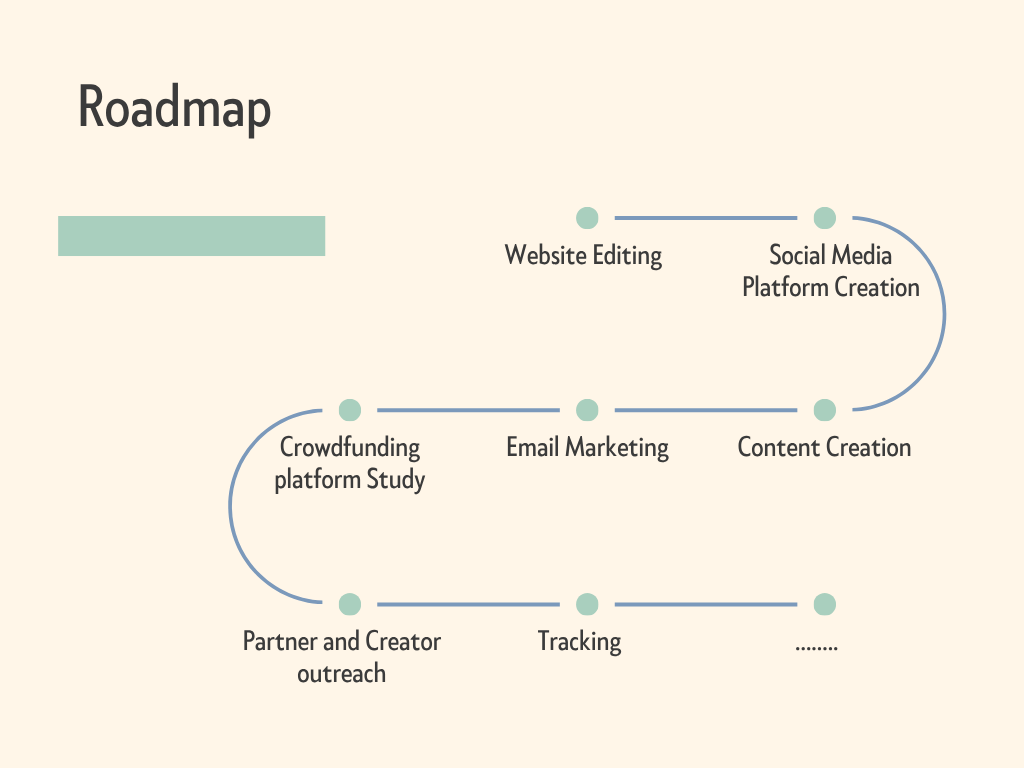 Roadmap
Website Editing
Social Media
Platform Creation
Crowdfunding
platform Study
Email Marketing
Content Creation
Partner and Creator
outreach
Tracking
........